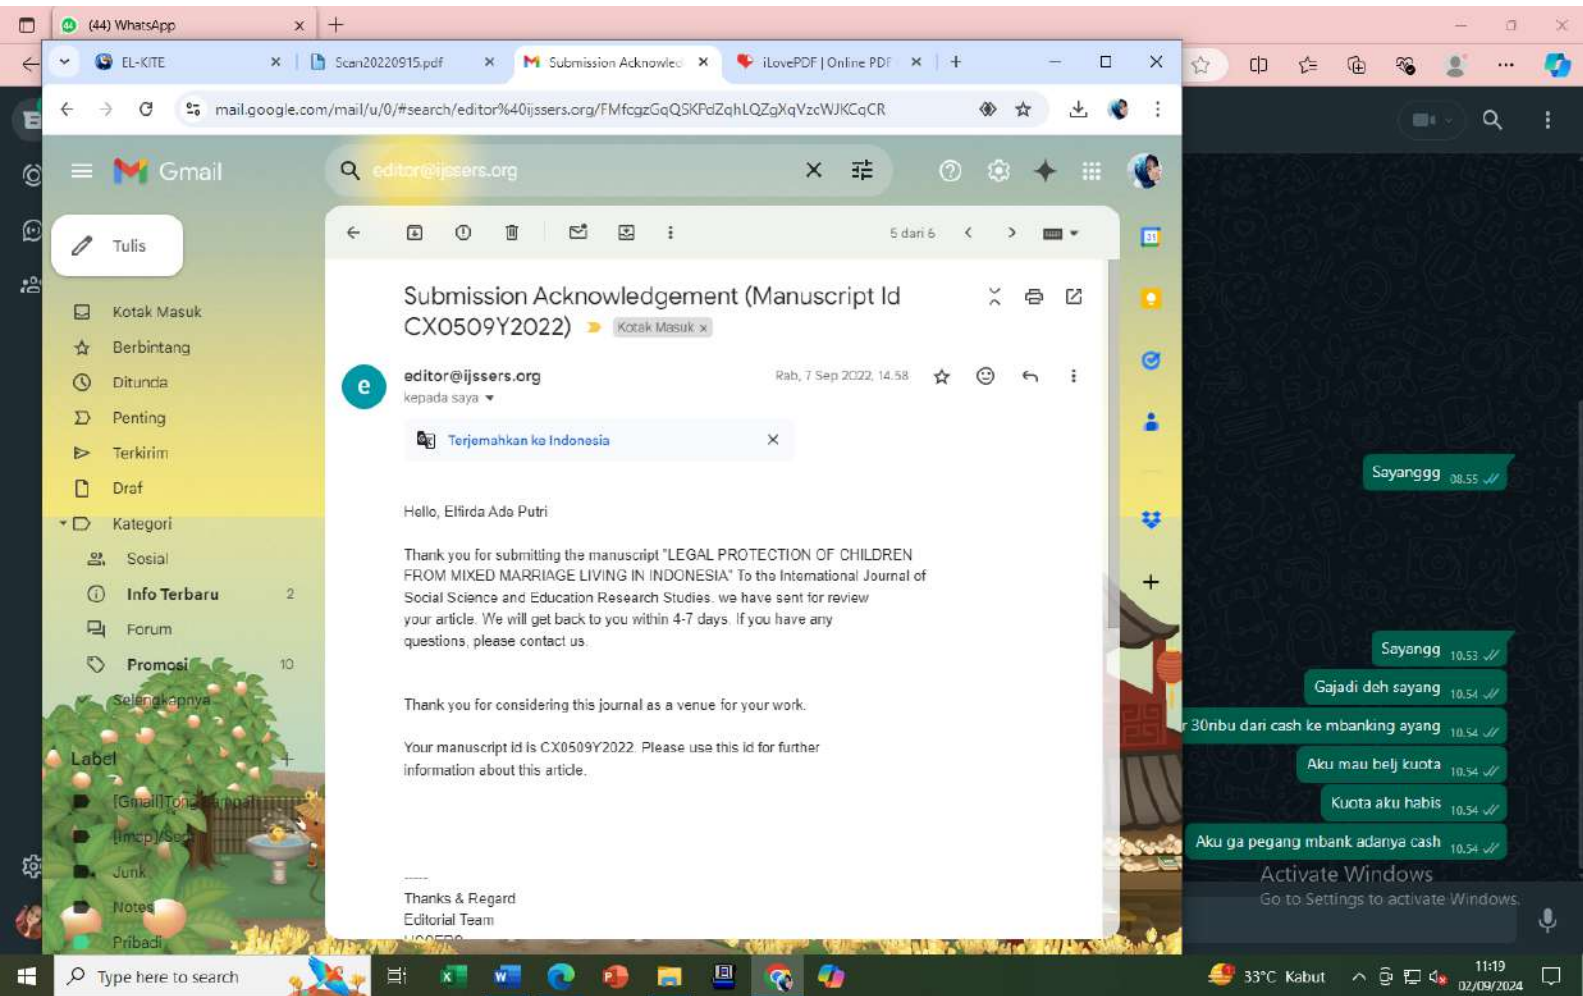 (44) WhatsApp
EL-KITE
Scan20220915.pdf
Submission Acknowled
iLovePDF | Online PDF
mail.google.com/mail/u/0/#search/editor%40ijssers.org/FMfcgzGqQSKPdZqhLQZgXqVzcWJKCqCR
Gmail
editor@ijssers.org
Tulis
5 dari 6
Kotak Masuk
Berbintang
Ditunda
Penting
Terkirim
Draf
Kategori
Sosial
Info Terbaru 2
Forum
Promosi 10
Selengkapnya
Label
[Gmail]Tong Sampah
[Imap]/Sent
Junk
Notes
Pribadi
Submission Acknowledgement (Manuscript Id
CX0509Y2022) Kotak Masuk x
editor@ijssers.org Rab, 7 Sep 2022, 14.58
kepada saya
Terjemahkan ke Indonesia
Hello, Elfirda Ade Putri
Thank you for submitting the manuscript "LEGAL PROTECTION OF CHILDREN
FROM MIXED MARRIAGE LIVING IN INDONESIA" To the International Journal of
Social Science and Education Research Studies. we have sent for review
your article. We will get back to you within 4-7 days. If you have any
questions, please contact us.
Thank you for considering this journal as a venue for your work.
Your manuscript id is CX0509Y2022. Please use this id for further
information about this article.
-----
Thanks & Regard
Editorial Team
31
Sayanggg 08.55
Sayangg 10.53
Gajadi deh sayang 10.54
r 30ribu dari cash ke mbanking ayang 10.54
Aku mau belj kuota 10.54
Kuota aku habis 10.54
Aku ga pegang mbank adanya cash 10.54
Activate Windows
Go to Settings to activate Windows.
Type here to search
33°C Kabut
11:19
02/09/2024